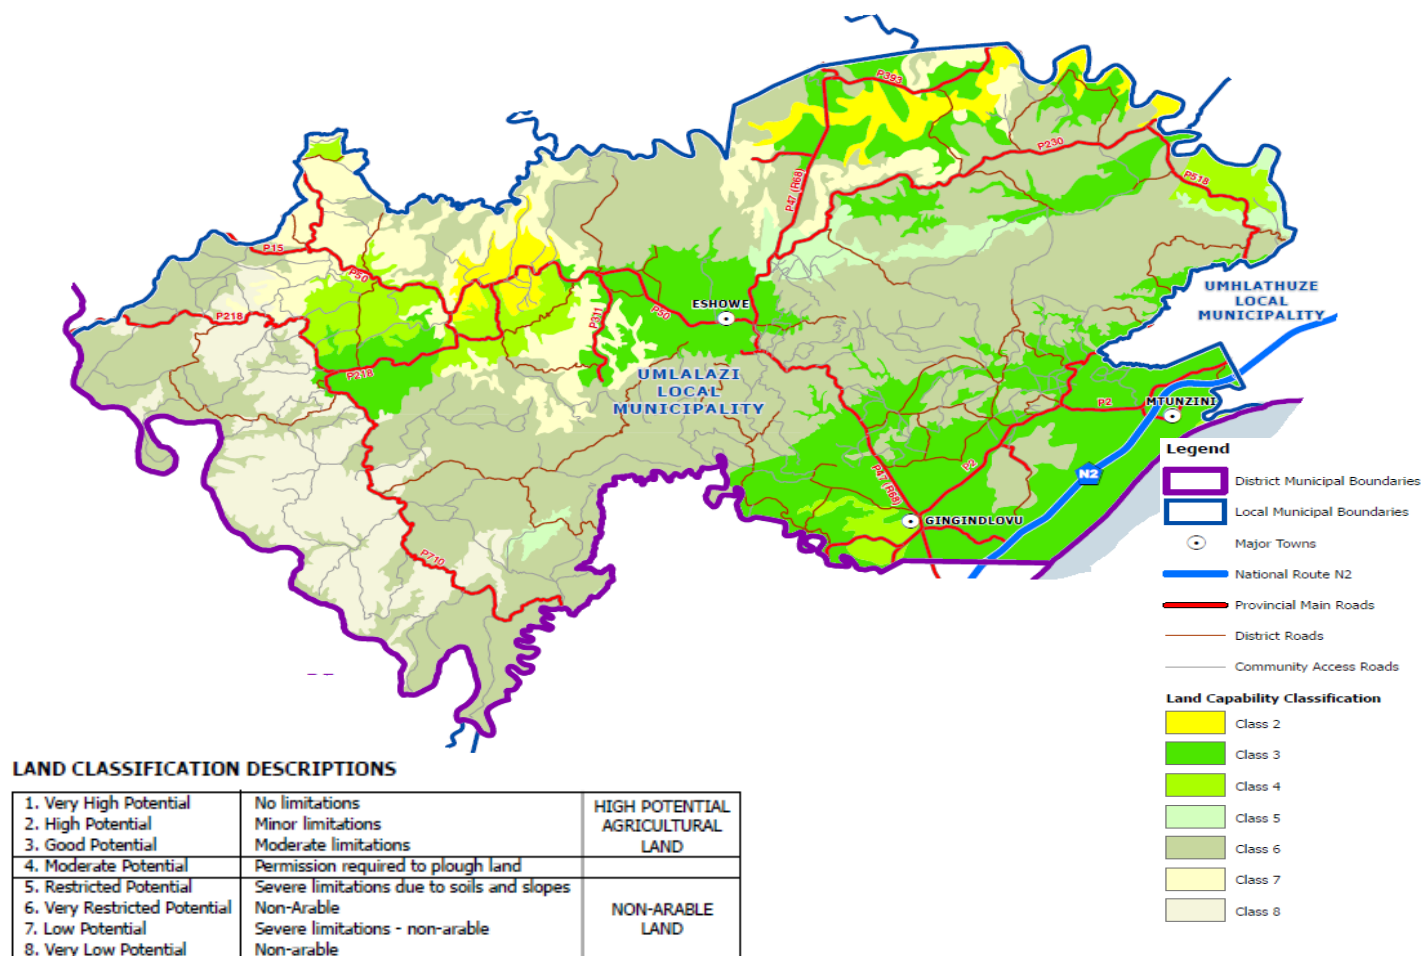 P393
P230
P47 (R68)
P518
P15
P50
P218
P311
P50
ESHOWE
UMHLATHUZE
LOCAL
MUNICIPALITY
P218
UMLALAZI
LOCAL
MUNICIPALITY
P2
MTUNZINI
P47 (R68)
P2
N2
GINGINDLOVU
P710
Legend
District Municipal Boundaries
Local Municipal Boundaries
Major Towns
National Route N2
Provincial Main Roads
District Roads
Community Access Roads
Land Capability Classification
Class 2
Class 3
Class 4
Class 5
Class 6
Class 7
Class 8
LAND CLASSIFICATION DESCRIPTIONS
1. Very High Potential No limitations HIGH POTENTIAL
2. High Potential Minor limitations AGRICULTURAL
3. Good Potential Moderate limitations LAND
4. Moderate Potential Permission required to plough land
5. Restricted Potential Severe limitations due to soils and slopes
6. Very Restricted Potential Non-Arable NON-ARABLE
7. Low Potential Severe limitations - non-arable LAND
8. Very Low Potential Non-arable